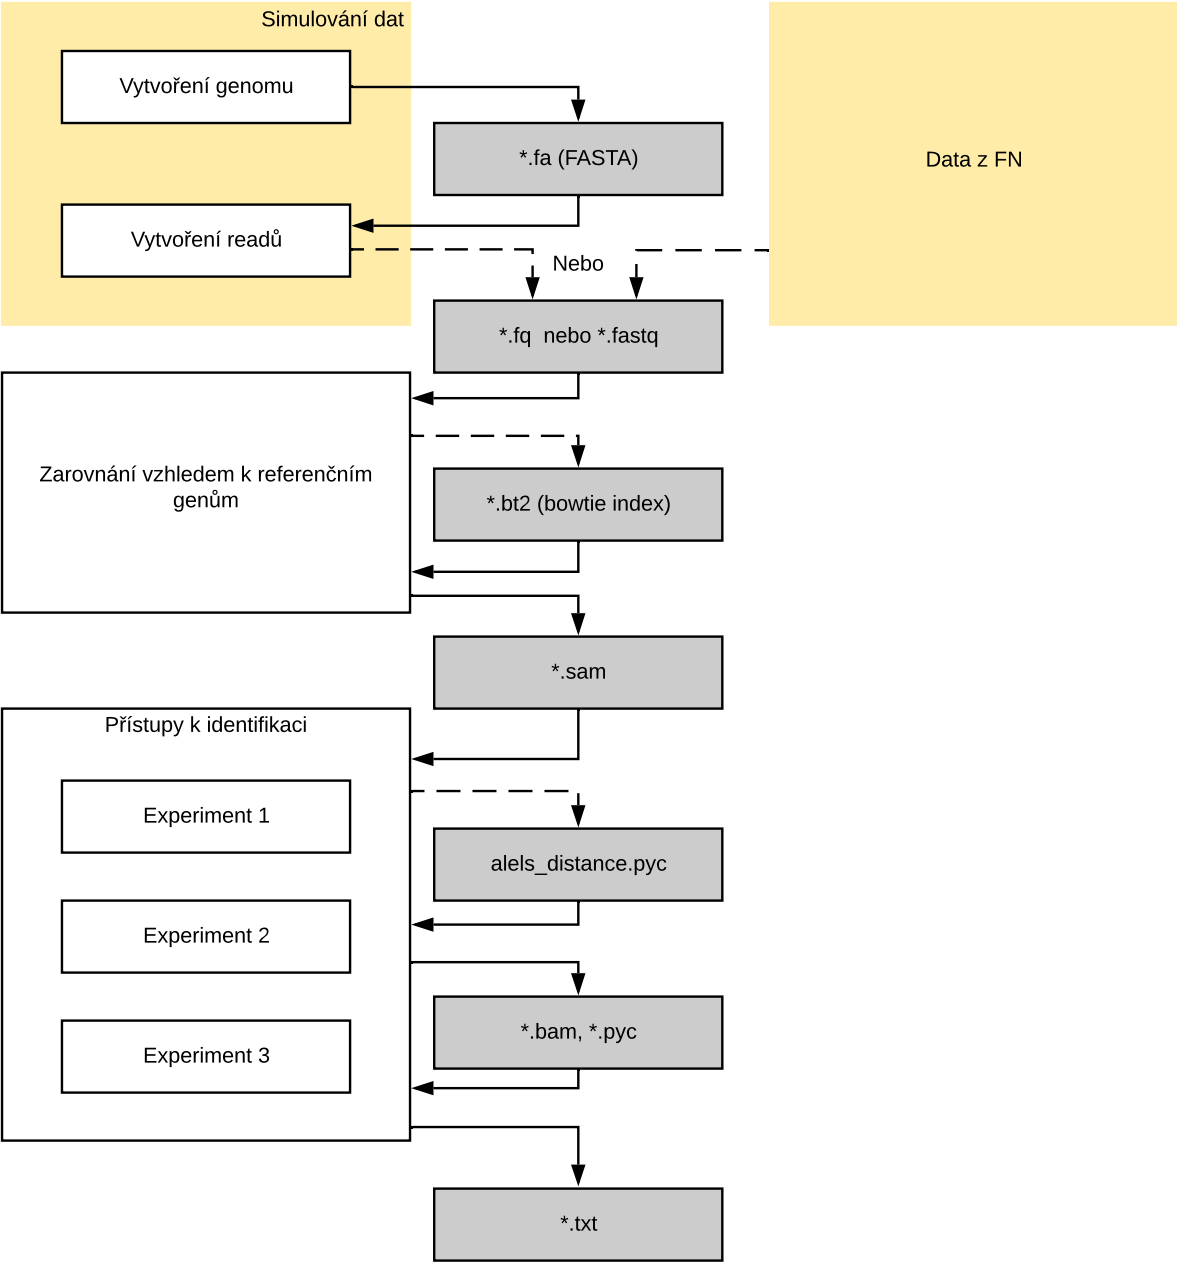 Simulování dat
Vytvoření genomu
*.fa (FASTA)
Data z FN
Vytvoření readů
Nebo
*.fq  nebo *.fastq
Zarovnání vzhledem k referenčním
genům
*.bt2 (bowtie index)
*.sam
Přístupy k identifikaci
Experiment 1
alels_distance.pyc
Experiment 2
*.bam, *.pyc
Experiment 3
*.txt